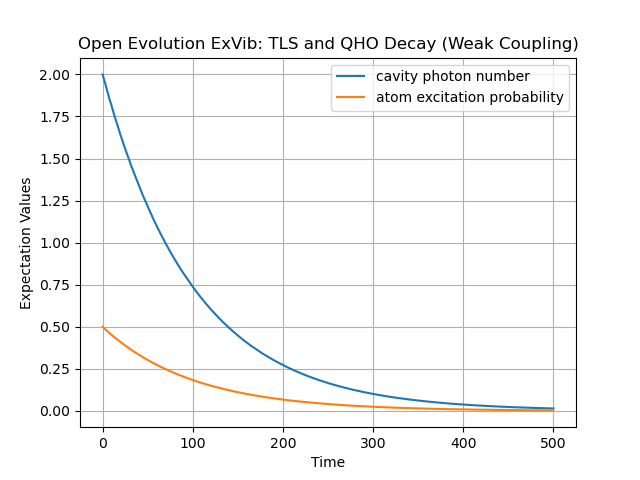 Open Evolution ExVib: TLS and QHO Decay (Weak Coupling)
cavity photon number
atom excitation probability
2.00
1.75
1.50
1.25
1.00
0.75
0.50
0.25
0.00
Expectation Values
0 100 200 300 400 500
Time